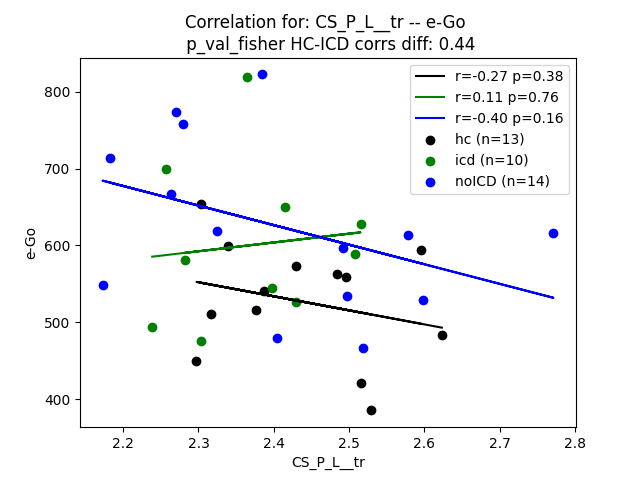 Correlation for: CS_P_L__tr -- e-Go
p_val_fisher HC-ICD corrs diff: 0.44
r=-0.27 p=0.38
r=0.11 p=0.76
r=-0.40 p=0.16
hc (n=13)
icd (n=10)
noICD (n=14)
e-Go
800
700
600
500
400
2.2 2.3 2.4 2.5 2.6 2.7 2.8
CS_P_L__tr